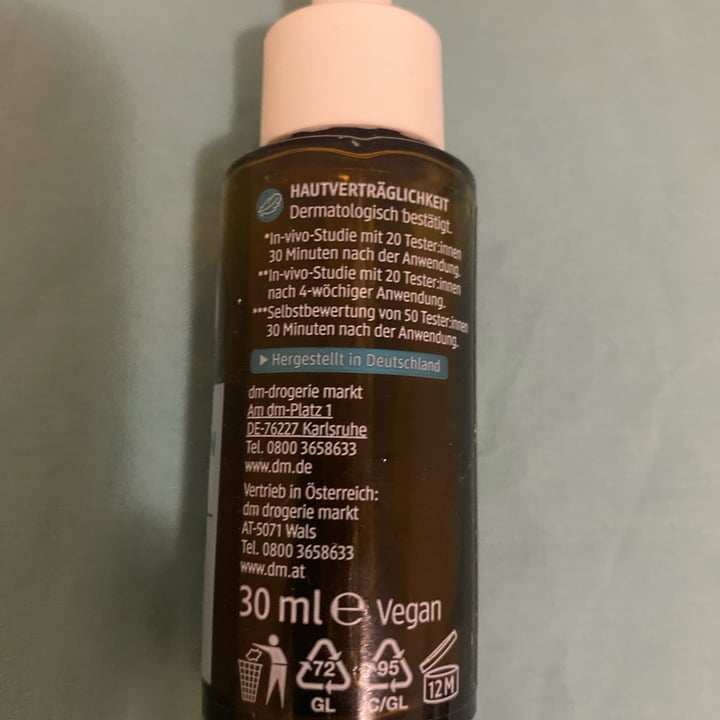 HAUTVERTRÄGLICHKEIT
Dermatologisch bestätigt.
*In-vivo-Studie mit 20 Tester:innen
30 Minuten nach der Anwendung.
**In-vivo-Studie mit 20 Tester:innen
nach 4-wöchiger Anwendung.
***Selbstbewertung von 50 Tester:innen
30 Minuten nach der Anwendung.
Hergestellt in Deutschland
dm-drogerie markt
Am dm-Platz 1
DE-76227 Karlsruhe
Tel. 0800 3658633
www.dm.de
Vertrieb in Österreich:
dm drogerie markt
AT-5071 Wals
Tel. 0800 3658633
www.dm.at
30 ml e Vegan
72 95 12 M
GL C/GL